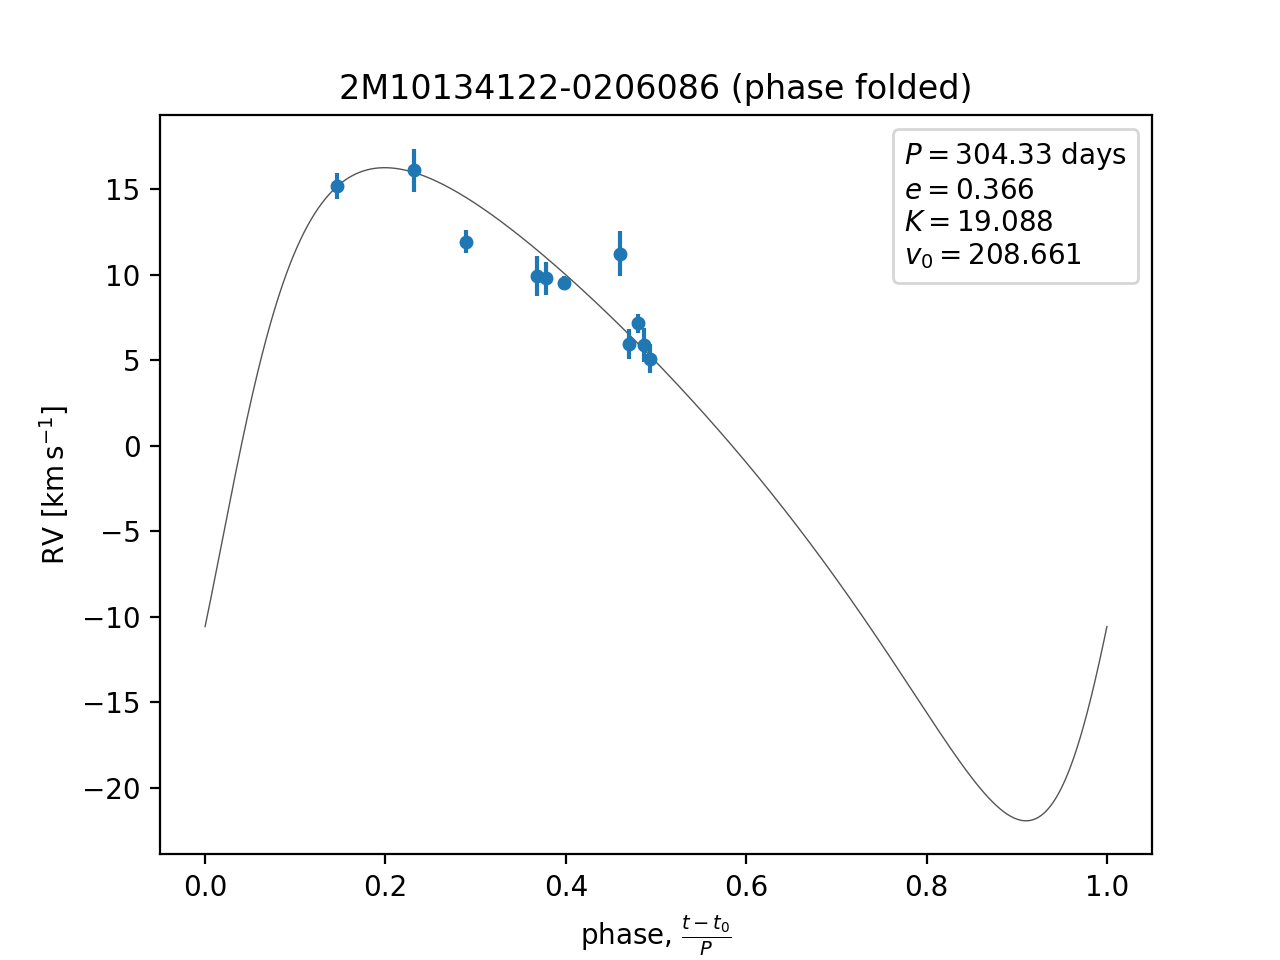 2M10134122-0206086 (phase folded)
P = 304.33 days
e = 0.366
K = 19.088
v₀ = 208.661
RV [km s⁻¹]
15
10
5
0
−5
−10
−15
−20
0.0 0.2 0.4 0.6 0.8 1.0
phase, (t − t₀)/P